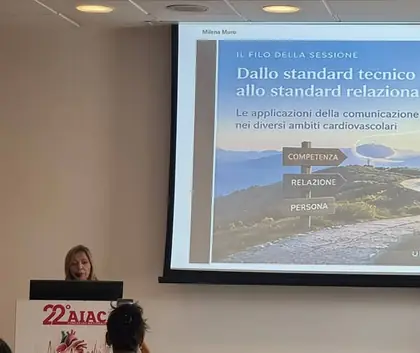 Milena Muro
IL FILO DELLA SESSIONE
Dallo standard tecnico
allo standard relaziona
Le applicazioni della comunicazione
nei diversi ambiti cardiovascolari
COMPETENZA
RELAZIONE
PERSONA
U
22° AIAC